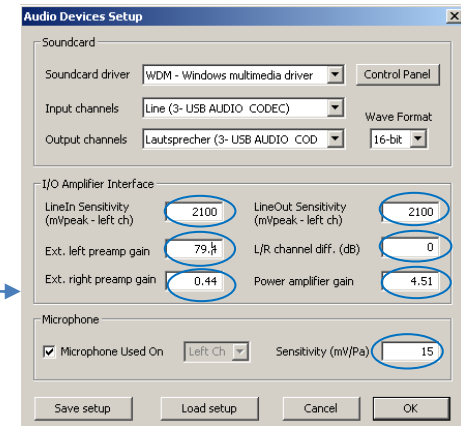 Audio Devices Setup
Soundcard
Soundcard driver WDM - Windows multimedia driver Control Panel
Input channels Line (3- USB AUDIO CODEC) Wave Format
Output channels Lautsprecher (3- USB AUDIO COD 16-bit
I/O Amplifier Interface
LineIn Sensitivity (mVpeak - left ch) 2100 LineOut Sensitivity (mVpeak - left ch) 2100
Ext. left preamp gain 79.4 L/R channel diff. (dB) 0
Ext. right preamp gain 0.44 Power amplifier gain 4.51
Microphone
Microphone Used On Left Ch Sensitivity (mV/Pa) 15
Save setup Load setup Cancel OK